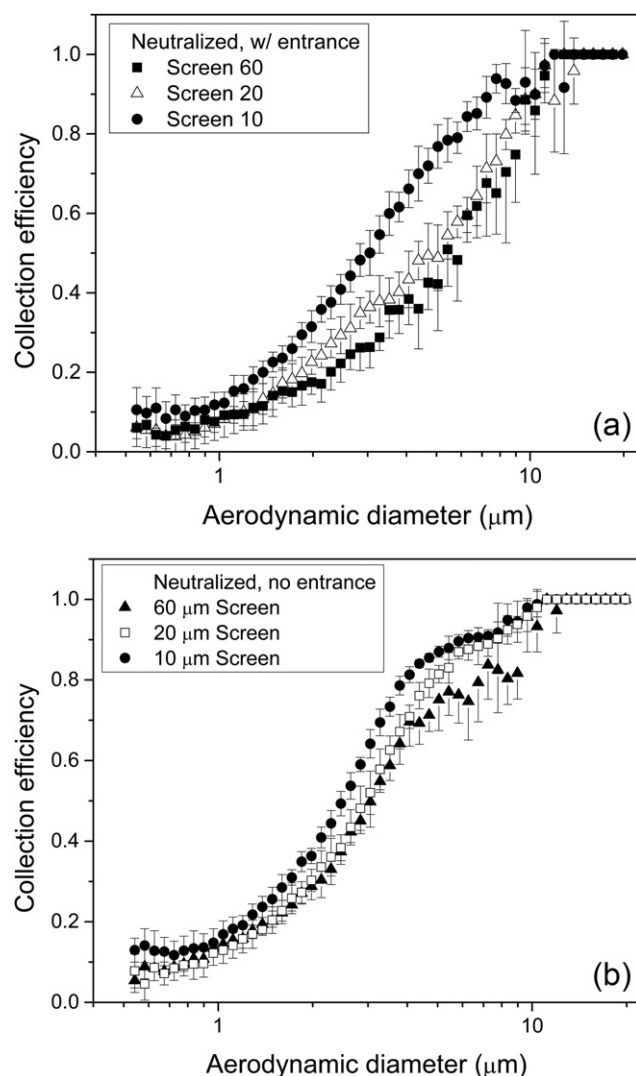 Neutralized, w/ entrance
Screen 60
Screen 20
Screen 10
1.0
0.8
0.6
0.4
0.2
0.0
Collection efficiency
(a)
1
10
Aerodynamic diameter (μm)
Neutralized, no entrance
60 μm Screen
20 μm Screen
10 μm Screen
1.0
0.8
0.6
0.4
0.2
0.0
Collection efficiency
(b)
1
10
Aerodynamic diameter (μm)